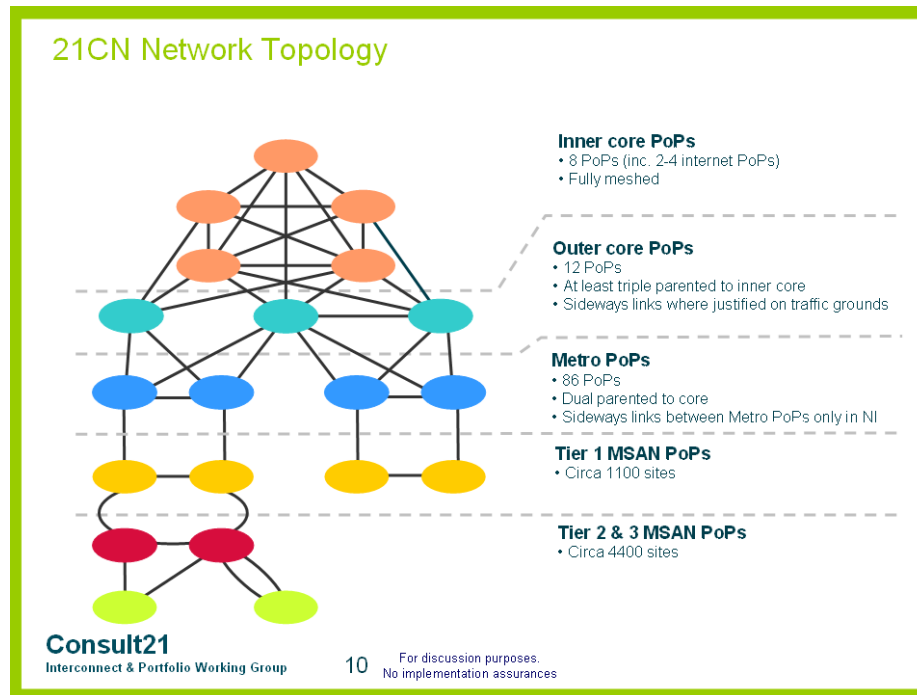 21CN Network Topology
Inner core PoPs
• 8 PoPs (inc. 2-4 internet PoPs)
• Fully meshed
Outer core PoPs
• 12 PoPs
• At least triple parented to inner core
• Sideways links where justified on traffic grounds
Metro PoPs
• 86 PoPs
• Dual parented to core
• Sideways links between Metro PoPs only in NI
Tier 1 MSAN PoPs
• Circa 1100 sites
Tier 2 & 3 MSAN PoPs
• Circa 4400 sites
Consult21
Interconnect & Portfolio Working Group
10
For discussion purposes.
No implementation assurances